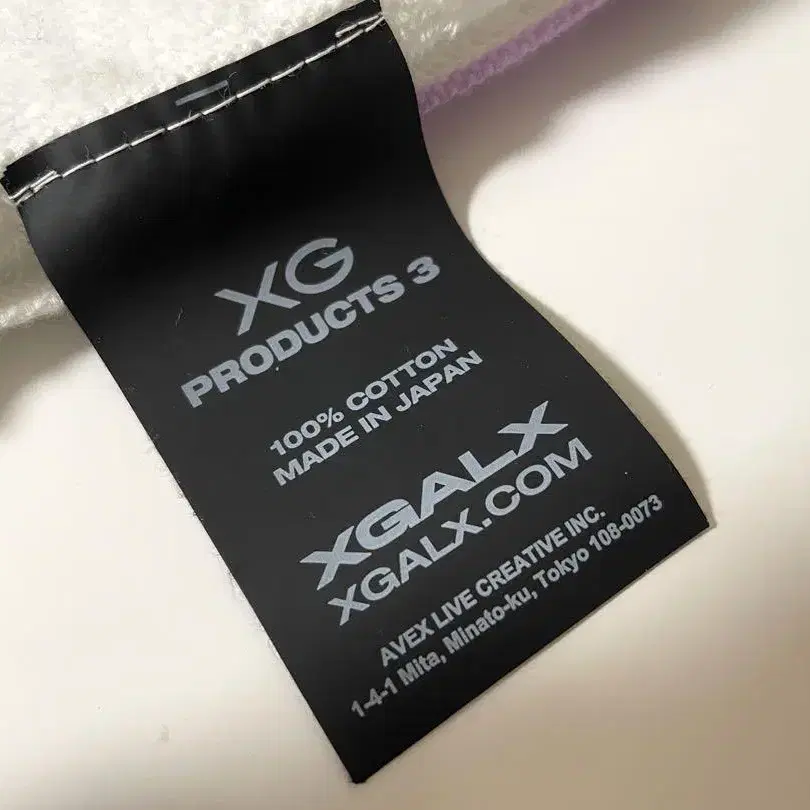 XG
PRODUCTS 3
100% COTTON
MADE IN JAPAN
XGALX
XGALX.COM
AVEX LIVE CREATIVE INC.
1-4-1 Mita, Minato-ku, Tokyo 108-0073